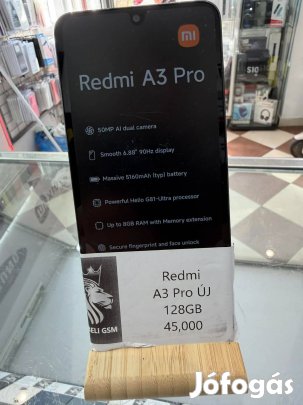 mi
Redmi A3 Pro
50MP AI dual camera
Smooth 6.88" 90Hz display
Massive 5160mAh (typ) battery
Powerful Helio G81-Ultra processor
Up to 8GB RAM with Memory extension
Secure fingerprint and face unlock
Redmi
A3 Pro ÚJ
128GB
45,000
ELI GSM
Jófogás